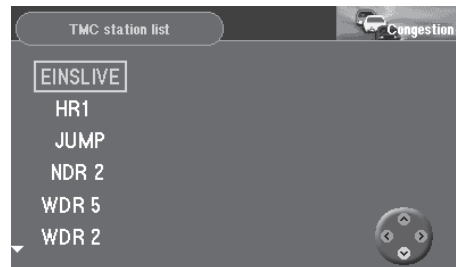 TMC station list
Congestion
EINSLIVE
HR1
JUMP
NDR 2
WDR 5
WDR 2